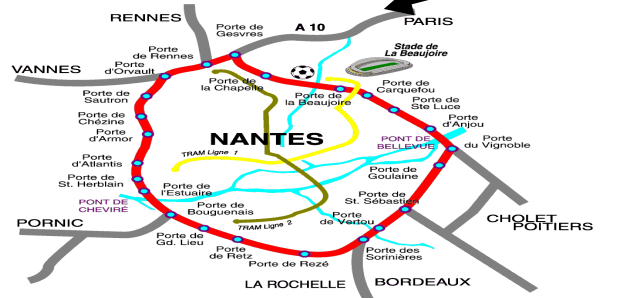 RENNES
Porte de
Gesvres
A 10
PARIS
Stade de
La Beaujoire
Porte
de Rennes
VANNES
Porte
d'Orvault
Porte de
la Chapelle
Porte de
la Beaujoire
Porte de
Carquefou
Porte de
Sautron
Porte de
Ste Luce
Porte de
Chézine
Porte
d'Anjou
Porte
d'Armor
NANTES
PONT DE
BELLEVUE
Porte
du Vignoble
TRAM Ligne 1
Porte
d'Atlantis
Porte de
Goulaine
Porte de
St. Herblain
Porte de
l'Estuaire
Porte de
St. Sébastien
PONT DE
CHEVIRÉ
Porte de
Bouguenais
Porte
de Vertou
CHOLET
POITIERS
PORNIC
TRAM Ligne 2
Porte de
Gd. Lieu
Porte
de Retz
Porte de Rezé
Porte des
Sorinières
LA ROCHELLE
BORDEAUX